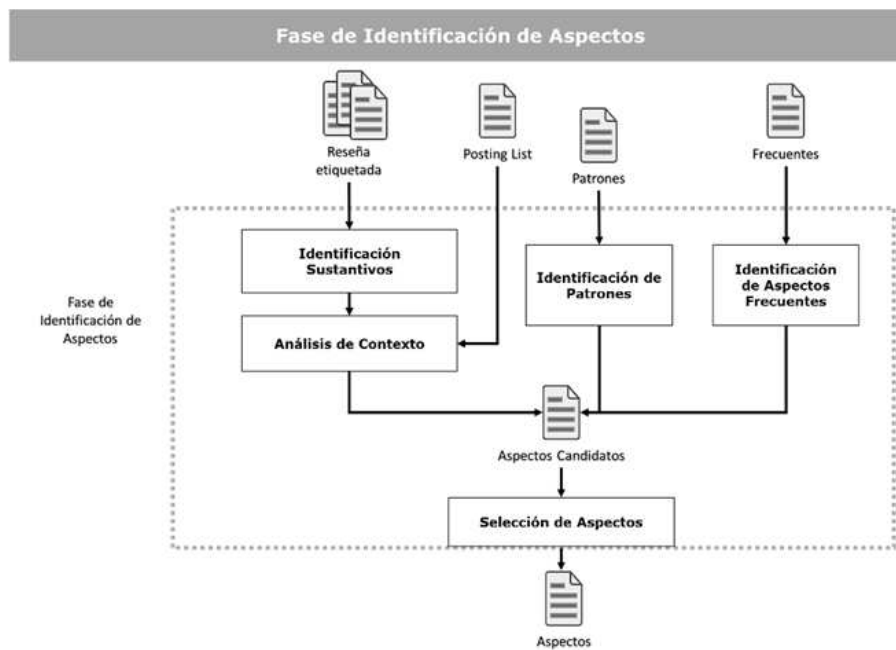 Fase de Identificación de Aspectos
Reseña
etiquetada
Posting List
Patrones
Frecuentes
Identificación
Sustantivos
Identificación de
Patrones
Identificación
de Aspectos
Frecuentes
Fase de
Identificación de
Aspectos
Análisis de Contexto
Aspectos Candidatos
Selección de Aspectos
Aspectos